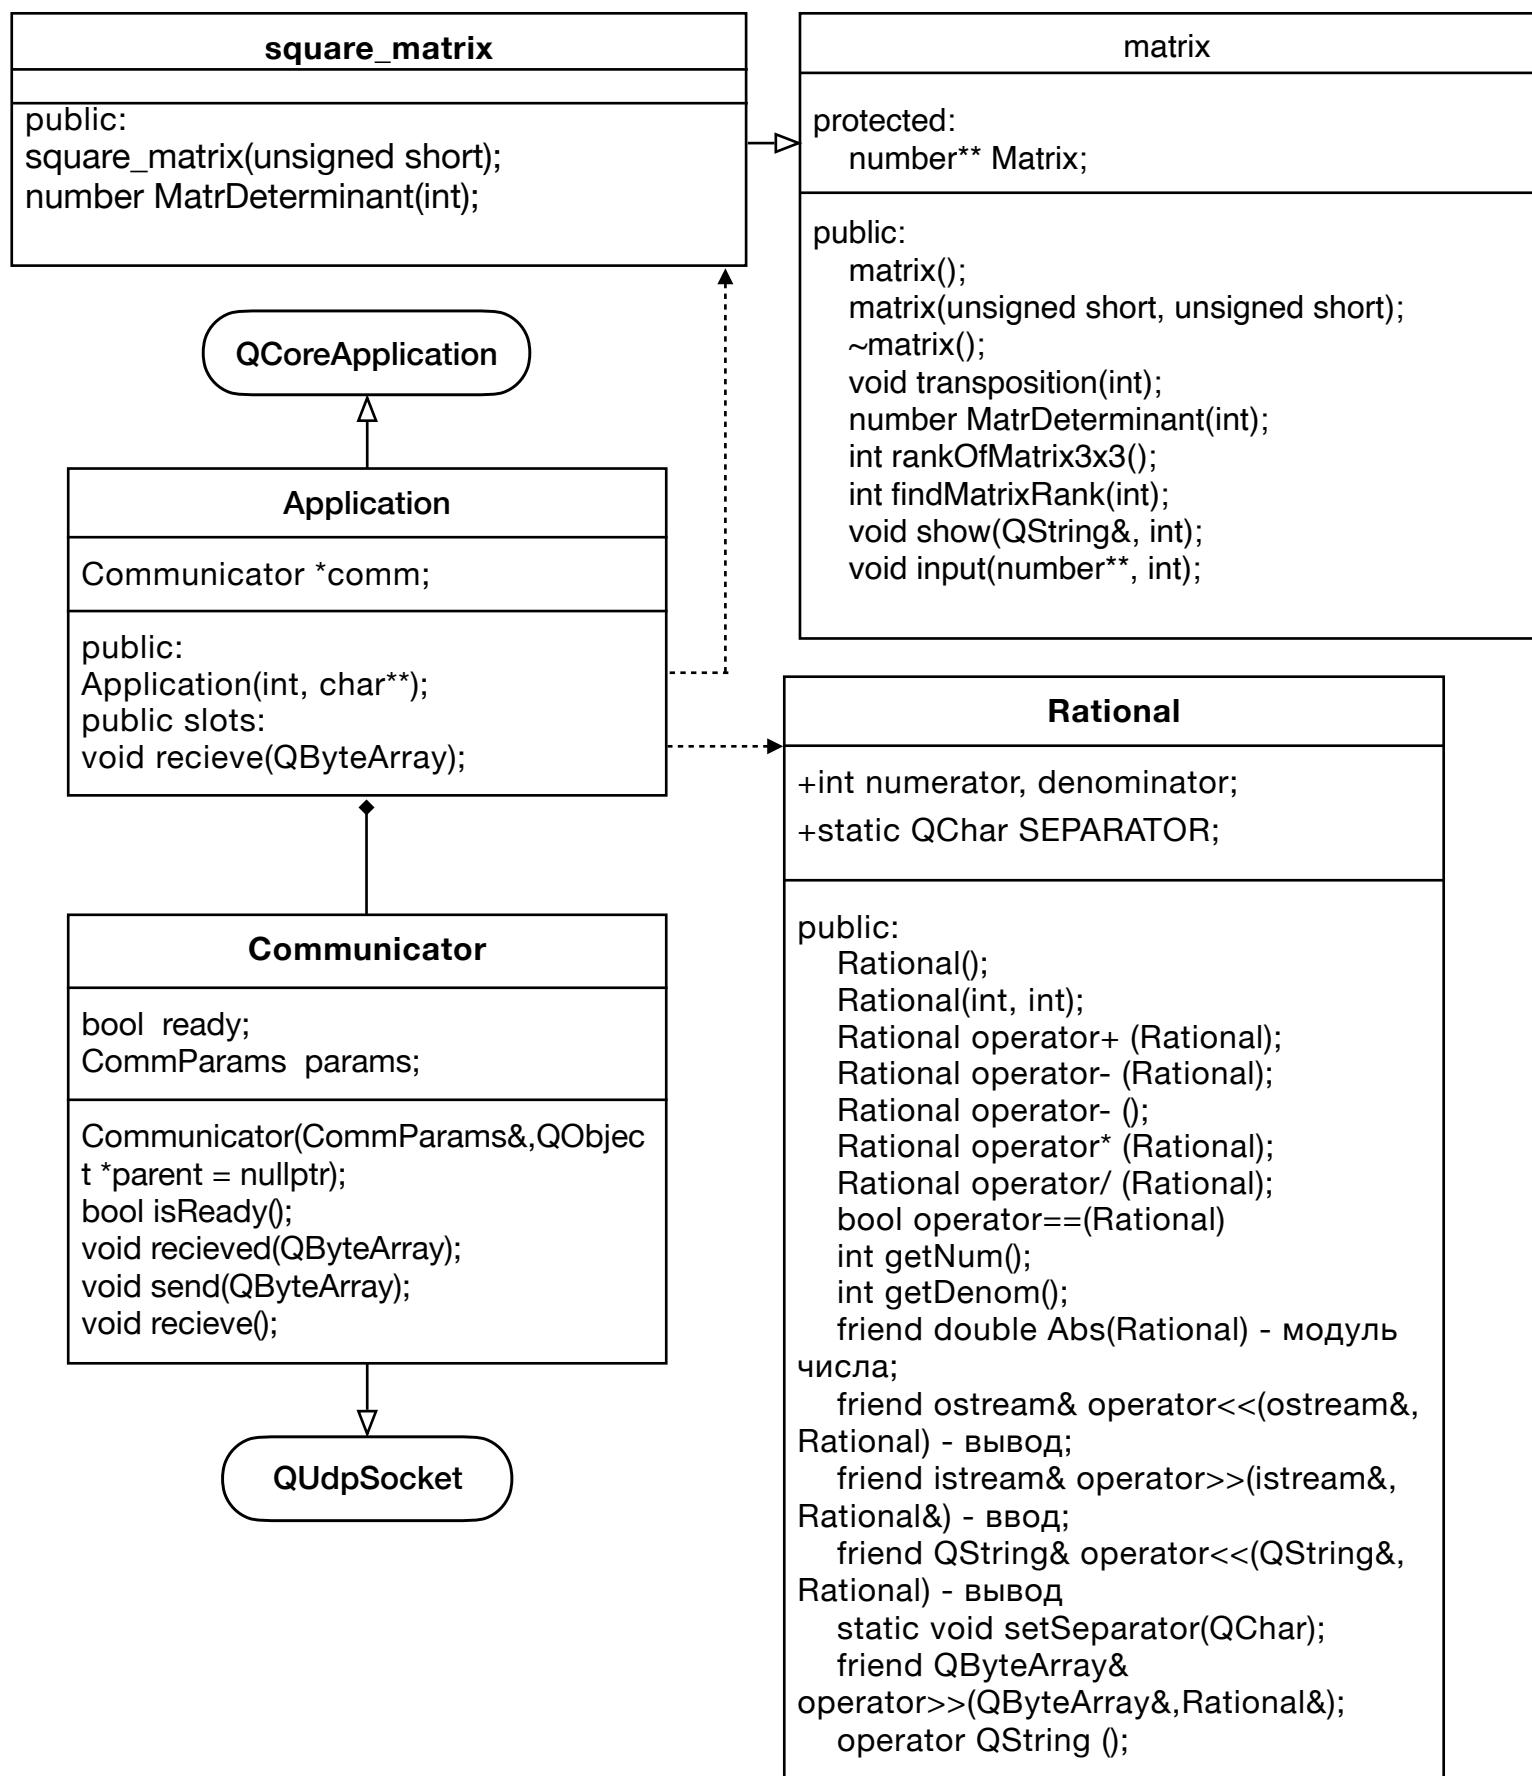 square_matrix
public:
square_matrix(unsigned short);
number MatrDeterminant(int);
matrix
protected:
number** Matrix;
public:
matrix();
matrix(unsigned short, unsigned short);
~matrix();
void transposition(int);
number MatrDeterminant(int);
int rankOfMatrix3x3();
int findMatrixRank(int);
void show(QString&, int);
void input(number**, int);
QCoreApplication
Application
Communicator *comm;
public:
Application(int, char**);
public slots:
void recieve(QByteArray);
Communicator
bool  ready;
CommParams  params;
Communicator(CommParams&,QObjec
t *parent = nullptr);
bool isReady();
void recieved(QByteArray);
void send(QByteArray);
void recieve();
QUdpSocket
Rational
+int numerator, denominator;
+static QChar SEPARATOR;
public:
Rational();
Rational(int, int);
Rational operator+ (Rational);
Rational operator- (Rational);
Rational operator- ();
Rational operator* (Rational);
Rational operator/ (Rational);
bool operator==(Rational)
int getNum();
int getDenom();
friend double Abs(Rational) - модуль
числа;
friend ostream& operator<<(ostream&,
Rational) - вывод;
friend istream& operator>>(istream&,
Rational&) - ввод;
friend QString& operator<<(QString&,
Rational) - вывод
static void setSeparator(QChar);
friend QByteArray&
operator>>(QByteArray&,Rational&);
operator QString ();